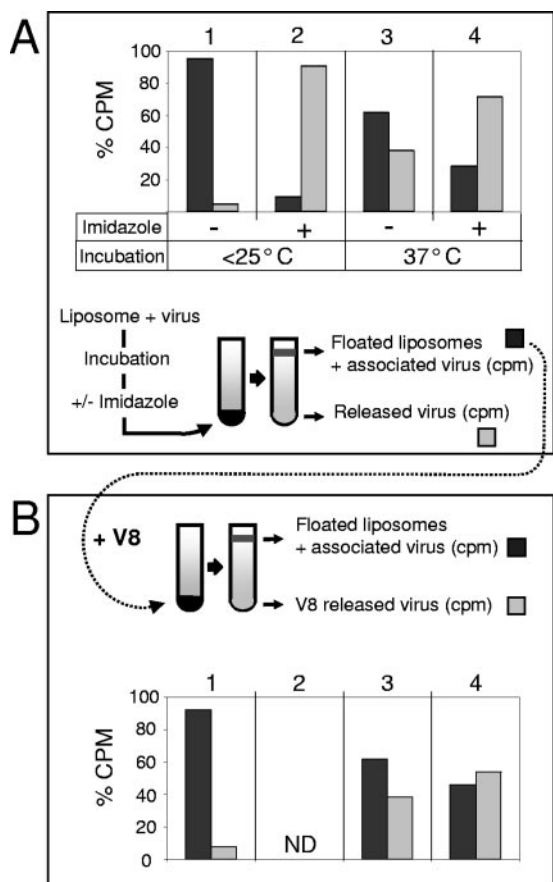 A
1 2 3 4
% CPM
100
80
60
40
20
Imidazole - + - +
Incubation <25°C 37°C
Liposome + virus
Incubation
+/- Imidazole
Floated liposomes
+ associated virus (cpm)
Released virus (cpm)
B
+ V8
Floated liposomes
+ associated virus (cpm)
V8 released virus (cpm)
1 2 3 4
% CPM
100
80
60
40
20
0
ND